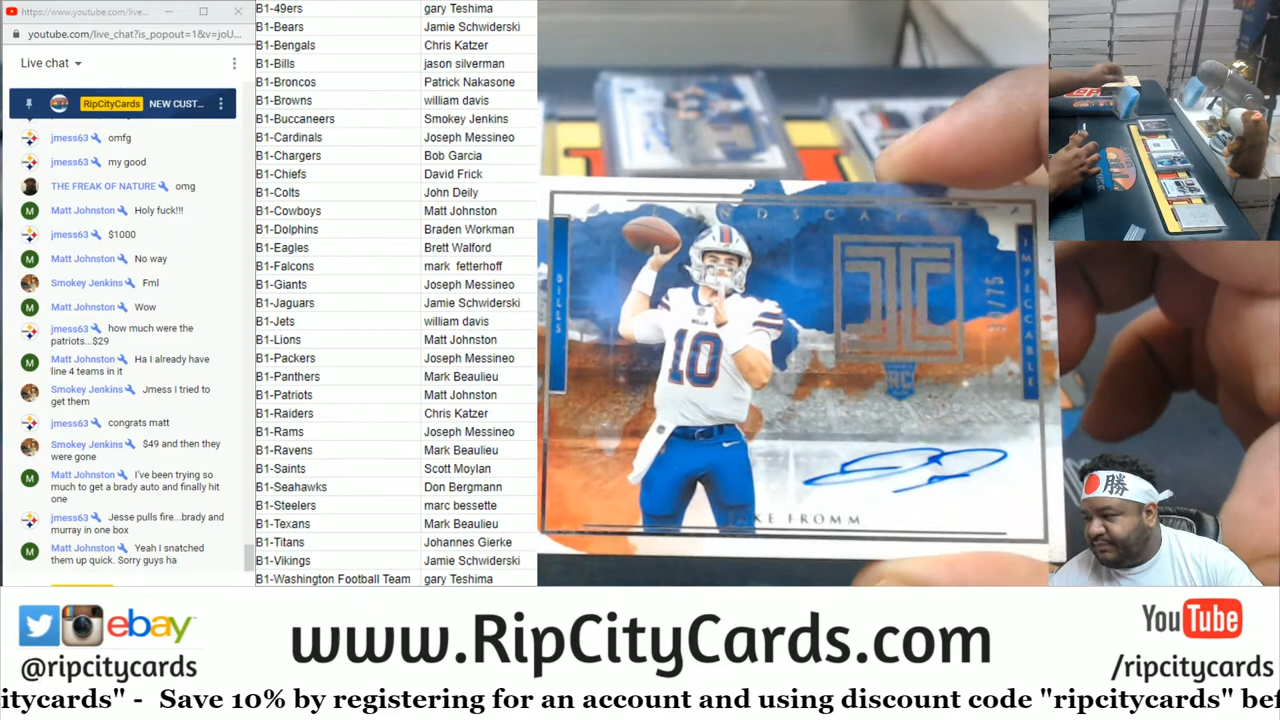 https://www.youtube.com/live...
youtube.com/live_chat?is_popout=1&v=joU...
Live chat
RipCityCards NEW CUST...
jmess63 omfg
jmess63 my good
THE FREAK OF NATURE omg
M Matt Johnston Holy fuck!!!
jmess63 $1000
M Matt Johnston No way
Smokey Jenkins Fml
M Matt Johnston Wow
jmess63 how much were the
patriots...$29
M Matt Johnston Ha I already have
line 4 teams in it
Smokey Jenkins Jmess I tried to
get them
jmess63 congrats matt
Smokey Jenkins $49 and then they
were gone
M Matt Johnston I've been trying so
much to get a brady auto and finally hit
one
jmess63 Jesse pulls fire...brady and
murray in one box
M Matt Johnston Yeah I snatched
them up quick. Sorry guys ha
B1-49ers gary Teshima
B1-Bears Jamie Schwiderski
B1-Bengals Chris Katzer
B1-Bills jason silverman
B1-Broncos Patrick Nakasone
B1-Browns william davis
B1-Buccaneers Smokey Jenkins
B1-Cardinals Joseph Messineo
B1-Chargers Bob Garcia
B1-Chiefs David Frick
B1-Colts John Deily
B1-Cowboys Matt Johnston
B1-Dolphins Braden Workman
B1-Eagles Brett Walford
B1-Falcons mark fetterhoff
B1-Giants Joseph Messineo
B1-Jaguars Jamie Schwiderski
B1-Jets william davis
B1-Lions Matt Johnston
B1-Packers Joseph Messineo
B1-Panthers Mark Beaulieu
B1-Patriots Matt Johnston
B1-Raiders Chris Katzer
B1-Rams Joseph Messineo
B1-Ravens Mark Beaulieu
B1-Saints Scott Moylan
B1-Seahawks Don Bergmann
B1-Steelers marc bessette
B1-Texans Mark Beaulieu
B1-Titans Johannes Gierke
B1-Vikings Jamie Schwiderski
B1-Washington Football Team gary Teshima
BILLS
10
RC
IMPECCABLE
FROMM
勝
ebay
@ripcitycards
www.RipCityCards.com
YouTube
/ripcitycards
citycards" - Save 10% by registering for an account and using discount code "ripcitycards" bef